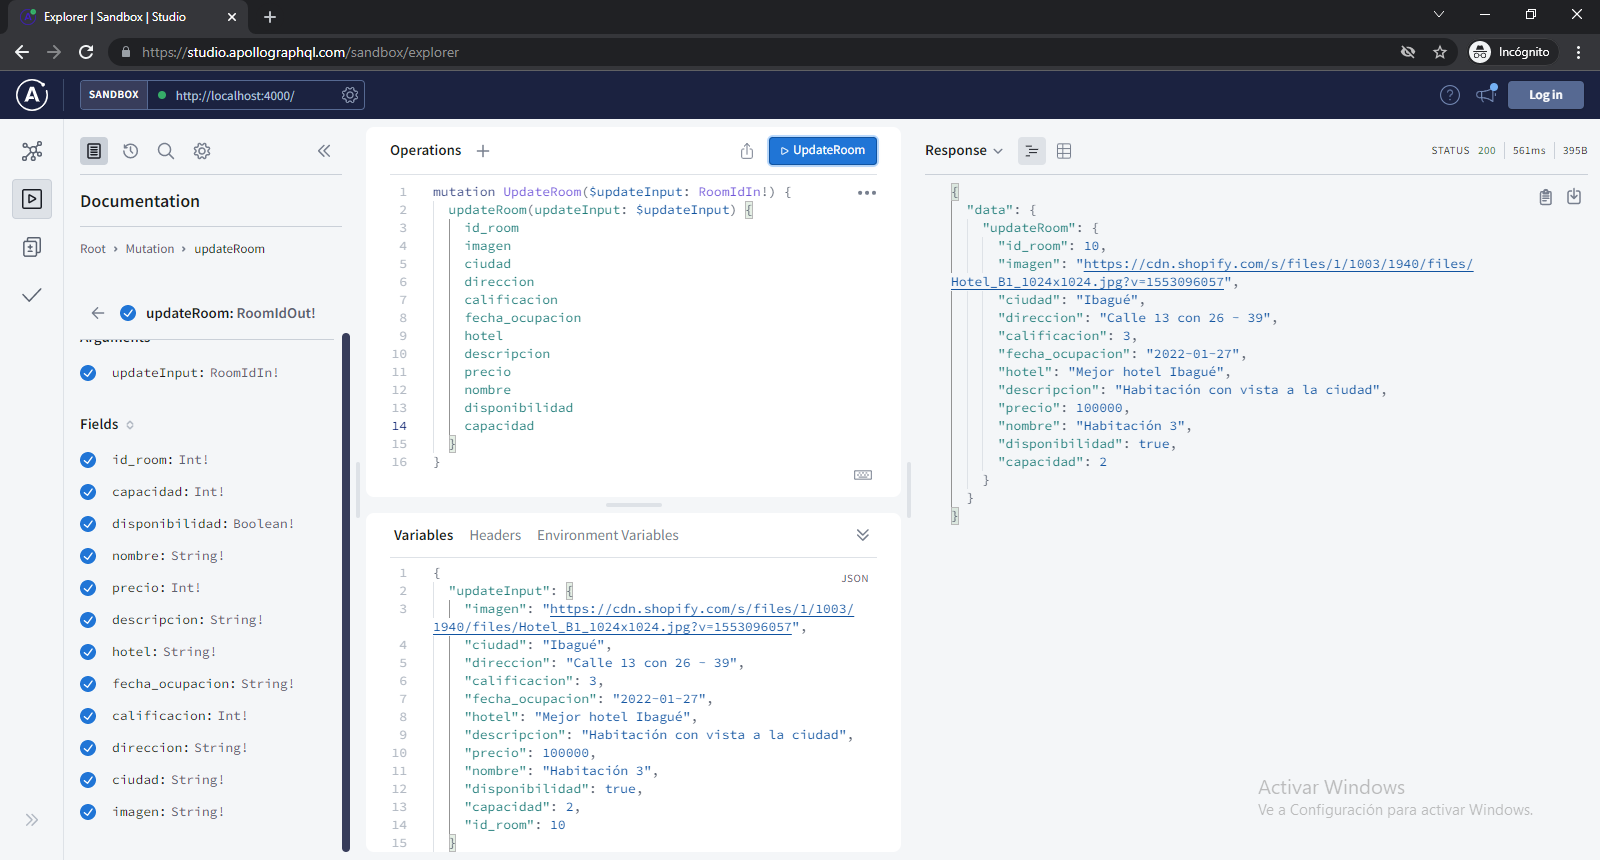 Explorer | Sandbox | Studio
https://studio.apollographql.com/sandbox/explorer
Incógnito
SANDBOX
http://localhost:4000/
Log in
Documentation
Root › Mutation › updateRoom
updateRoom: RoomIdOut!
Arguments
updateInput: RoomIdIn!
Fields
id_room: Int!
capacidad: Int!
disponibilidad: Boolean!
nombre: String!
precio: Int!
descripcion: String!
hotel: String!
fecha_ocupacion: String!
calificacion: Int!
direccion: String!
ciudad: String!
imagen: String!
Operations
UpdateRoom
1 mutation UpdateRoom($updateInput: RoomIdIn!) {
2 updateRoom(updateInput: $updateInput) {
3 id_room
4 imagen
5 ciudad
6 direccion
7 calificacion
8 fecha_ocupacion
9 hotel
10 descripcion
11 precio
12 nombre
13 disponibilidad
14 capacidad
15 }
16 }
Variables Headers Environment Variables
JSON
1 {
2 "updateInput": {
3 "imagen": "https://cdn.shopify.com/s/files/1/1003/
1940/files/Hotel_B1_1024x1024.jpg?v=1553096057",
4 "ciudad": "Ibagué",
5 "direccion": "Calle 13 con 26 - 39",
6 "calificacion": 3,
7 "fecha_ocupacion": "2022-01-27",
8 "hotel": "Mejor hotel Ibagué",
9 "descripcion": "Habitación con vista a la ciudad",
10 "precio": 100000,
11 "nombre": "Habitación 3",
12 "disponibilidad": true,
13 "capacidad": 2,
14 "id_room": 10
15 }
Response
STATUS 200 561ms 395B
{
"data": {
"updateRoom": {
"id_room": 10,
"imagen": "https://cdn.shopify.com/s/files/1/1003/1940/files/
Hotel_B1_1024x1024.jpg?v=1553096057",
"ciudad": "Ibagué",
"direccion": "Calle 13 con 26 - 39",
"calificacion": 3,
"fecha_ocupacion": "2022-01-27",
"hotel": "Mejor hotel Ibagué",
"descripcion": "Habitación con vista a la ciudad",
"precio": 100000,
"nombre": "Habitación 3",
"disponibilidad": true,
"capacidad": 2
}
}
}
Activar Windows
Ve a Configuración para activar Windows.